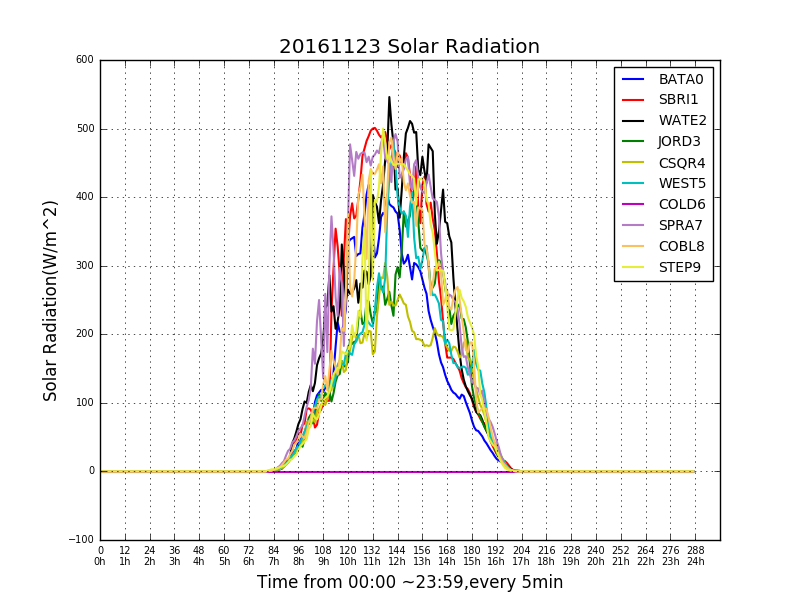 20161123 Solar Radiation
600
500
400
300
200
100
0
−100
Solar Radiation(W/m^2)
BATA0
SBRI1
WATE2
JORD3
CSQR4
WEST5
COLD6
SPRA7
COBL8
STEP9
0 12 24 36 48 60 72 84 96 108 120 132 144 156 168 180 192 204 216 228 240 252 264 276 288
0h 1h 2h 3h 4h 5h 6h 7h 8h 9h 10h 11h 12h 13h 14h 15h 16h 17h 18h 19h 20h 21h 22h 23h 24h
Time from 00:00 ~23:59,every 5min